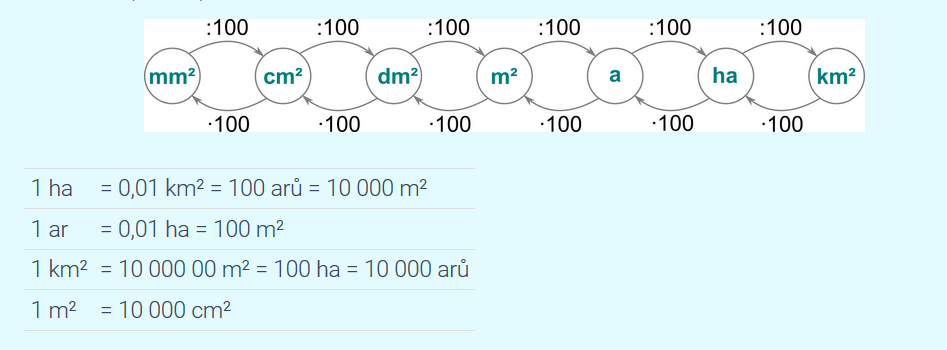 :100 :100 :100 :100 :100 :100
mm² cm² dm² m² a ha km²
·100 ·100 ·100 ·100 ·100 ·100
1 ha = 0,01 km² = 100 arů = 10 000 m²
1 ar = 0,01 ha = 100 m²
1 km² = 10 000 00 m² = 100 ha = 10 000 arů
1 m² = 10 000 cm²